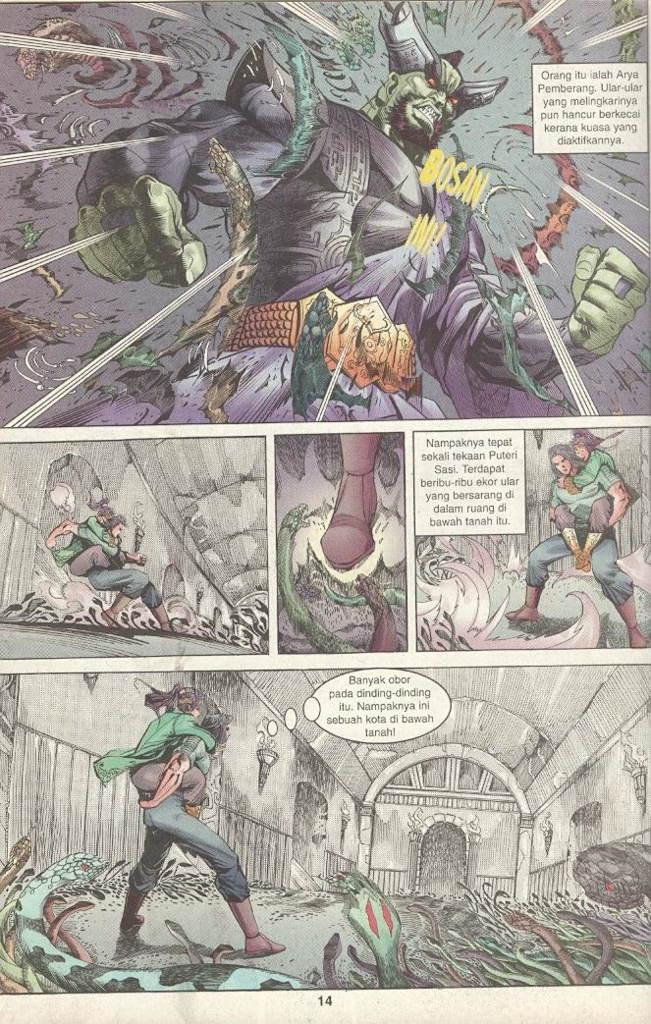 Orang itu ialah Arya
Pemberang. Ular-ular
yang melingkarinya
pun hancur berkecai
kerana kuasa yang
diaktifkannya.
BOSAN
INI!
Nampaknya tepat
sekali tekaan Puteri
Sasi. Terdapat
beribu-ribu ekor ular
yang bersarang di
dalam ruang di
bawah tanah itu.
Banyak obor
pada dinding-dinding
itu. Nampaknya ini
sebuah kota di bawah
tanah!
14